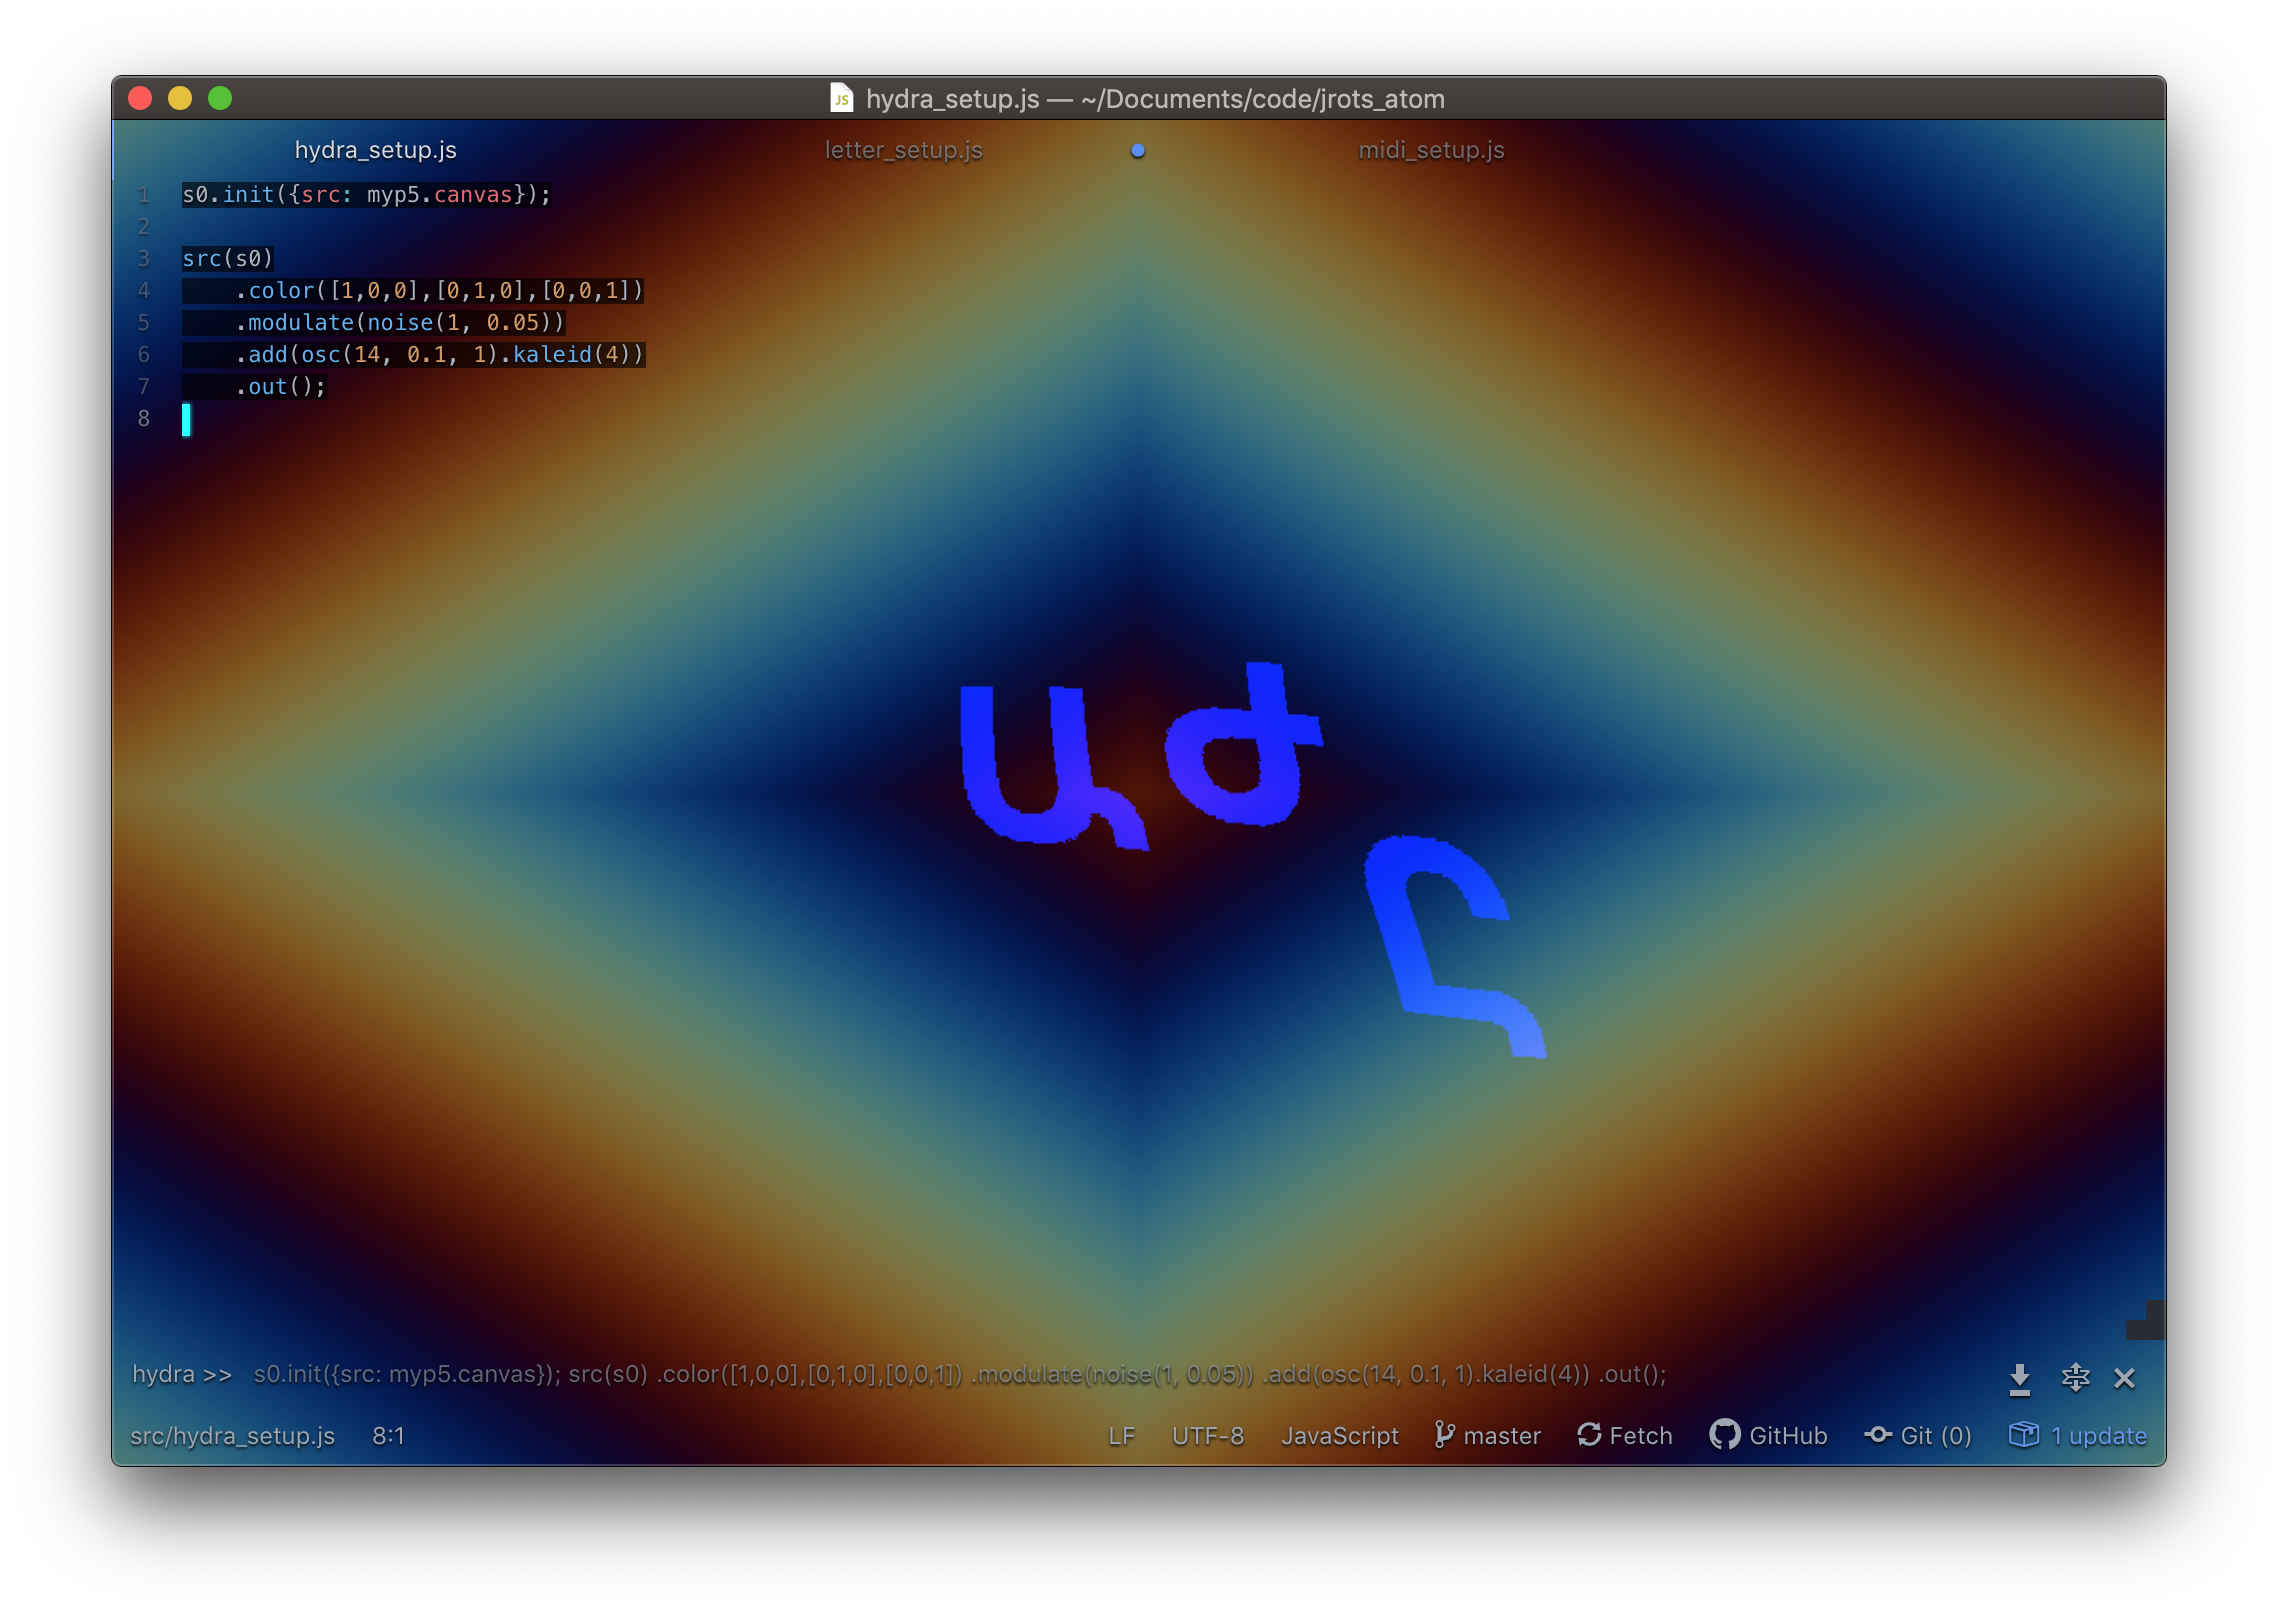 hydra_setup.js — ~/Documents/code/jrots_atom
hydra_setup.js letter_setup.js midi_setup.js
1 s0.init({src: myp5.canvas});
2
3 src(s0)
4     .color([1,0,0],[0,1,0],[0,0,1])
5     .modulate(noise(1, 0.05))
6     .add(osc(14, 0.1, 1).kaleid(4))
7     .out();
8
ա ժ
Հ
hydra >> s0.init({src: myp5.canvas}); src(s0) .color([1,0,0],[0,1,0],[0,0,1]) .modulate(noise(1, 0.05)) .add(osc(14, 0.1, 1).kaleid(4)) .out();
src/hydra_setup.js 8:1 LF UTF-8 JavaScript master Fetch GitHub Git (0) 1 update